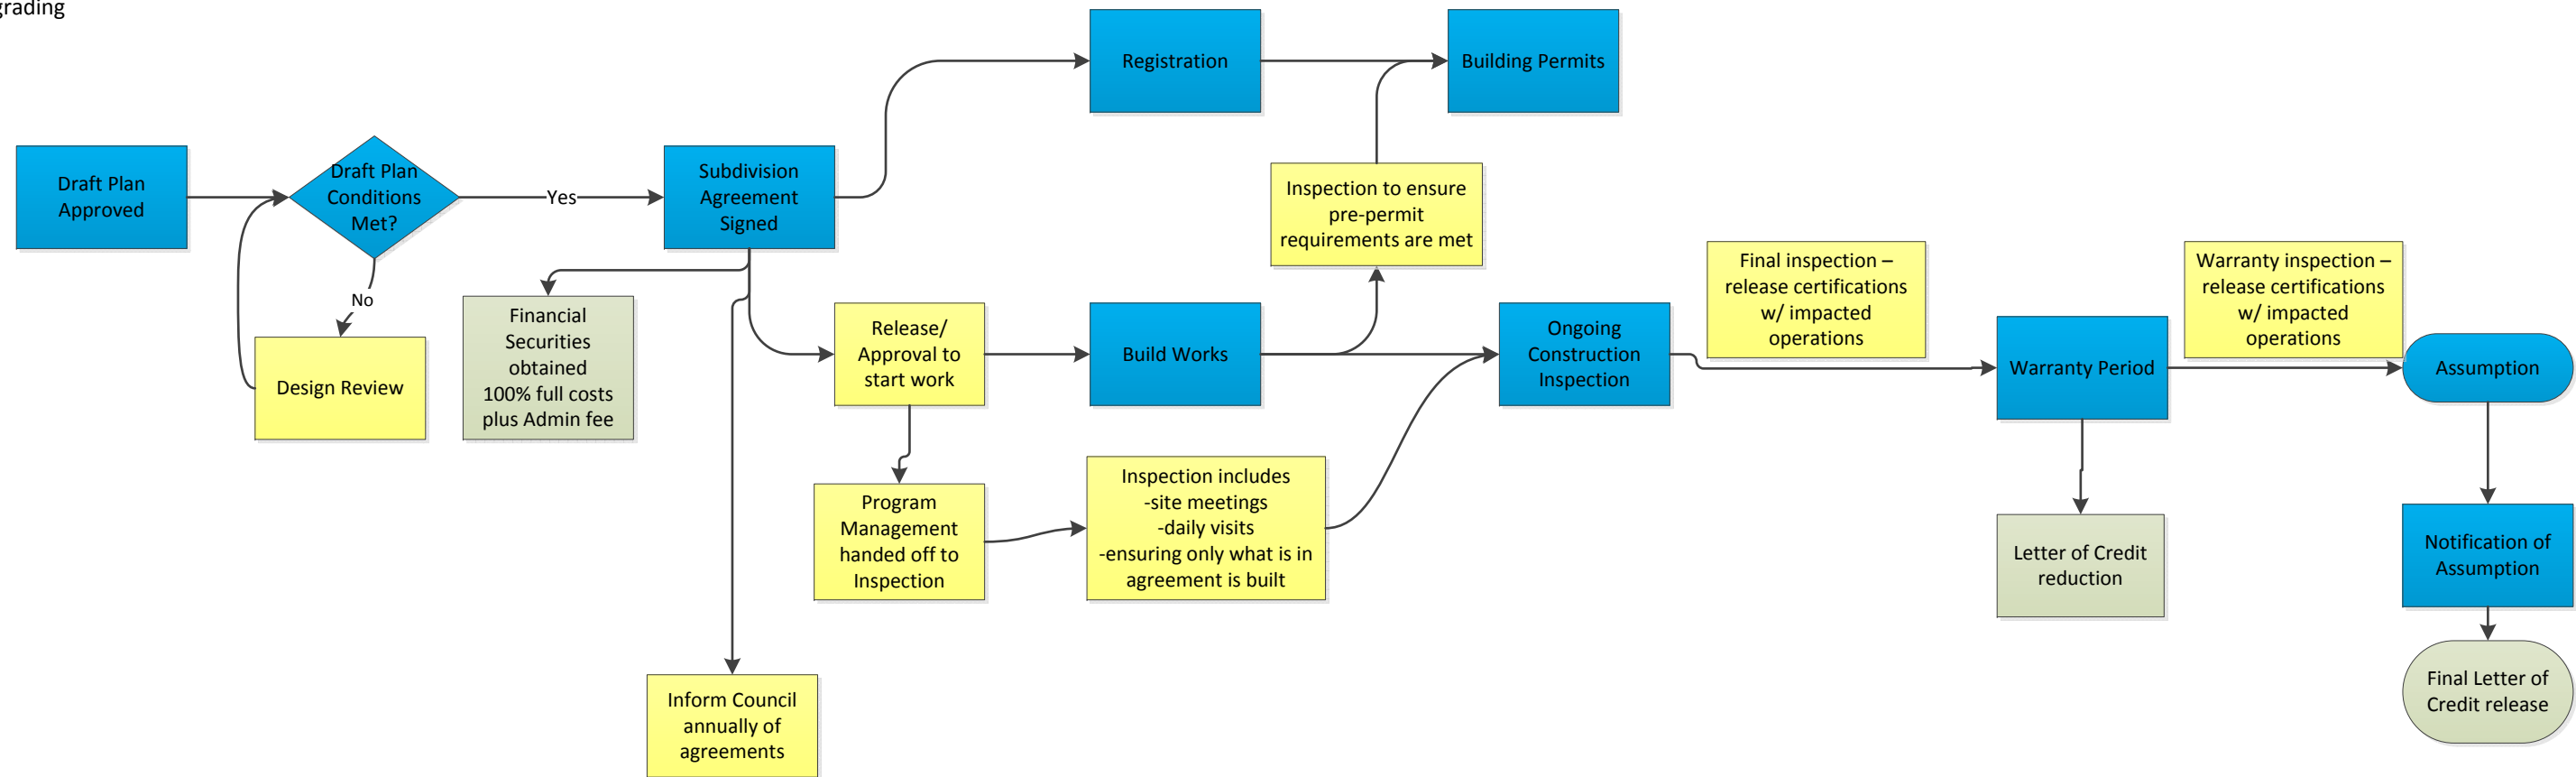 grading
Registration
Building Permits
Draft Plan
Approved
Draft Plan
Conditions
Met?
Yes
Subdivision
Agreement
Signed
Inspection to ensure
pre-permit
requirements are met
No
Design Review
Financial
Securities
obtained
100% full costs
plus Admin fee
Release/
Approval to
start work
Build Works
Ongoing
Construction
Inspection
Final inspection –
release certifications
w/ impacted
operations
Warranty Period
Warranty inspection –
release certifications
w/ impacted
operations
Assumption
Program
Management
handed off to
Inspection
Inspection includes
-site meetings
-daily visits
-ensuring only what is in
agreement is built
Letter of Credit
reduction
Notification of
Assumption
Inform Council
annually of
agreements
Final Letter of
Credit release